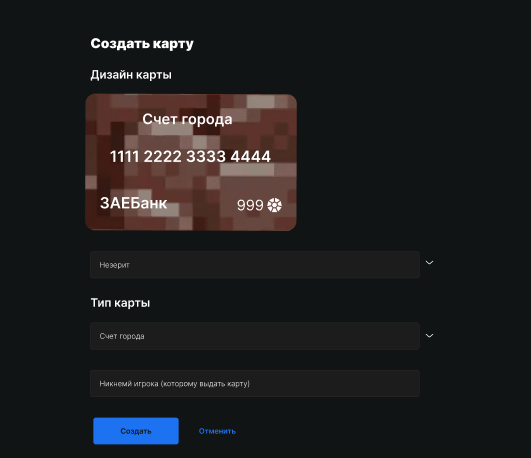 Создать карту
Дизайн карты
Счет города
1111 2222 3333 4444
ЗАЕБанк
999
Незерит
Тип карты
Счет города
Никнемй игрока (которому выдать карту)
Создать
Отменить